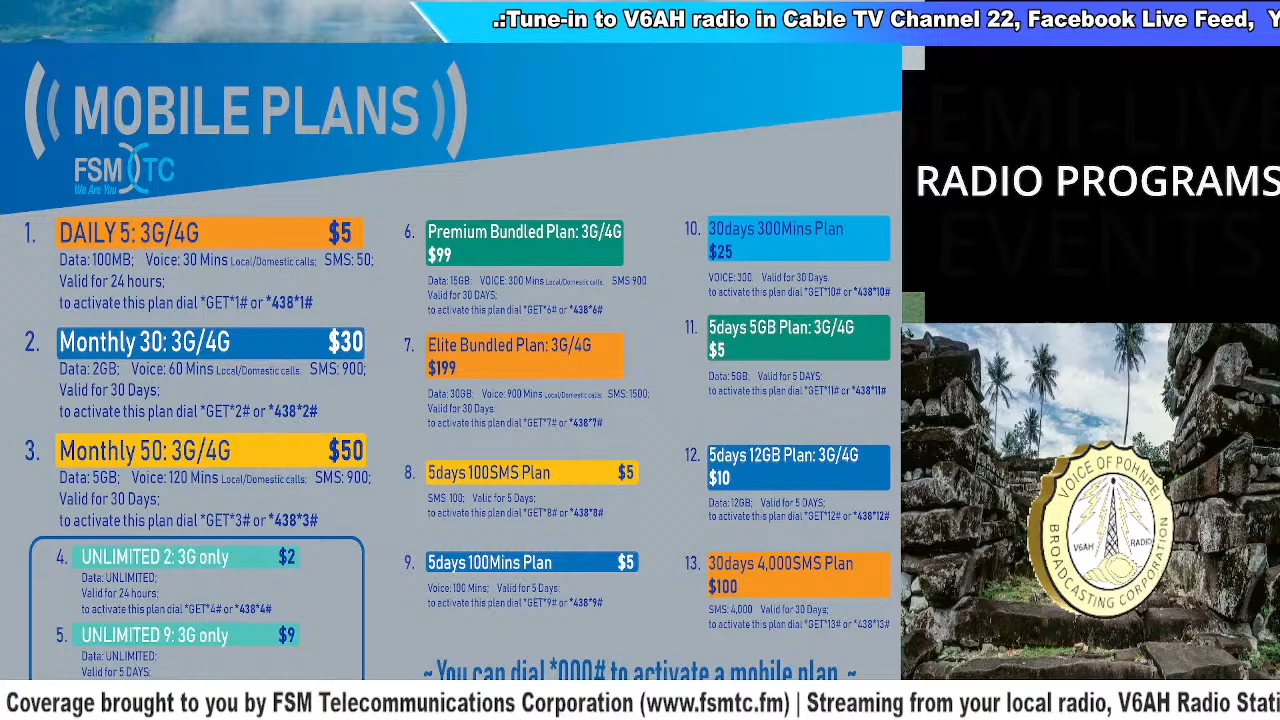 .:Tune-in to V6AH radio in Cable TV Channel 22, Facebook Live Feed, Y
MOBILE PLANS
FSMTC
We Are You
1. DAILY 5: 3G/4G $5
Data: 100MB; Voice: 30 Mins Local/Domestic calls; SMS: 50;
Valid for 24 hours;
to activate this plan dial *GET*1# or *438*1#
2. Monthly 30: 3G/4G $30
Data: 2GB; Voice: 60 Mins Local/Domestic calls; SMS: 900;
Valid for 30 Days;
to activate this plan dial *GET*2# or *438*2#
3. Monthly 50: 3G/4G $50
Data: 5GB; Voice: 120 Mins Local/Domestic calls; SMS: 900;
Valid for 30 Days;
to activate this plan dial *GET*3# or *438*3#
4. UNLIMITED 2: 3G only $2
Data: UNLIMITED;
Valid for 24 hours;
to activate this plan dial *GET*4# or *438*4#
5. UNLIMITED 9: 3G only $9
Data: UNLIMITED;
Valid for 5 DAYS;
6. Premium Bundled Plan: 3G/4G
$99
Data: 15GB; VOICE: 300 Mins Local/Domestic calls; SMS 900
Valid for 30 DAYS;
to activate this plan dial *GET*6# or *438*6#
7. Elite Bundled Plan: 3G/4G
$199
Data: 30GB; Voice: 900 Mins Local/Domestic calls; SMS: 1500;
Valid for 30 Days;
to activate this plan dial *GET*7# or *438*7#
8. 5days 100SMS Plan $5
SMS: 100; Valid for 5 Days;
to activate this plan dial *GET*8# or *438*8#
9. 5days 100Mins Plan $5
Voice: 100 Mins; Valid for 5 Days;
to activate this plan dial *GET*9# or *438*9#
10. 30days 300Mins Plan
$25
VOICE: 300 Valid for 30 Days;
to activate this plan dial *GET*10# or *438*10#
11. 5days 5GB Plan: 3G/4G
$5
Data: 5GB; Valid for 5 DAYS;
to activate this plan dial *GET*11# or *438*11#
12. 5days 12GB Plan: 3G/4G
$10
Data: 12GB; Valid for 5 DAYS;
to activate this plan dial *GET*12# or *438*12#
13. 30days 4,000SMS Plan
$100
SMS: 4,000 Valid for 30 Days;
to activate this plan dial *GET*13# or *438*13#
~ You can dial *000# to activate a mobile plan ~
SEMI-LIVE
RADIO PROGRAMS
EVENTS
VOICE OF POHNPEI
V6AH RADIO
BROADCASTING CORPORATION
Coverage brought to you by FSM Telecommunications Corporation (www.fsmtc.fm) | Streaming from your local radio, V6AH Radio Stati